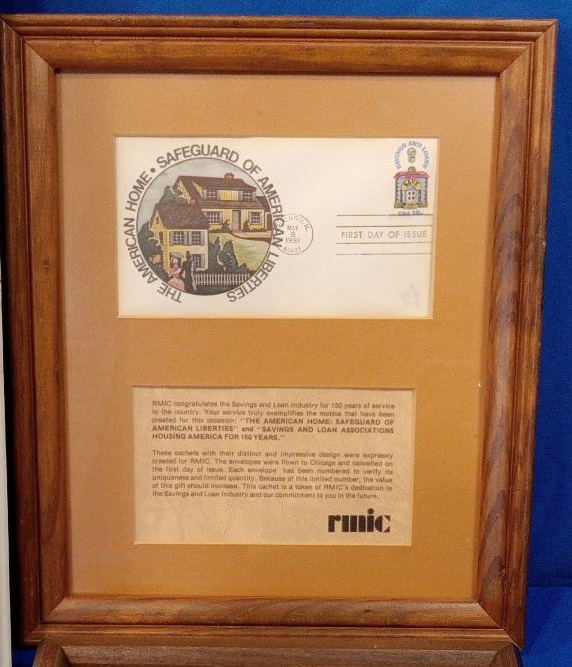 THE AMERICAN HOME • SAFEGUARD OF AMERICAN LIBERTIES
SAVINGS AND LOANS
CHICAGO, IL
MAY
8
1981
60607
FIRST DAY OF ISSUE
RMIC congratulates the Savings and Loan Industry for 150 years of service
to the country. Your service truly examplifies the mottos that have been
created for this occasion: "THE AMERICAN HOME: SAFEGUARD OF
AMERICAN LIBERTIES" and "SAVINGS AND LOAN ASSOCIATIONS
HOUSING AMERICA FOR 150 YEARS."
These cachets with their distinct and impressive design were expressly
created for RMIC. The envelopes were flown to Chicago and cancelled on
the first day of issue. Each envelope has been numbered to verify its
uniqueness and limited quantity. Because of this limited number, the value
of this gift should increase. This cachet is a token of RMIC's dedication to
the Savings and Loan Industry and our commitment to you in the future.
rmic